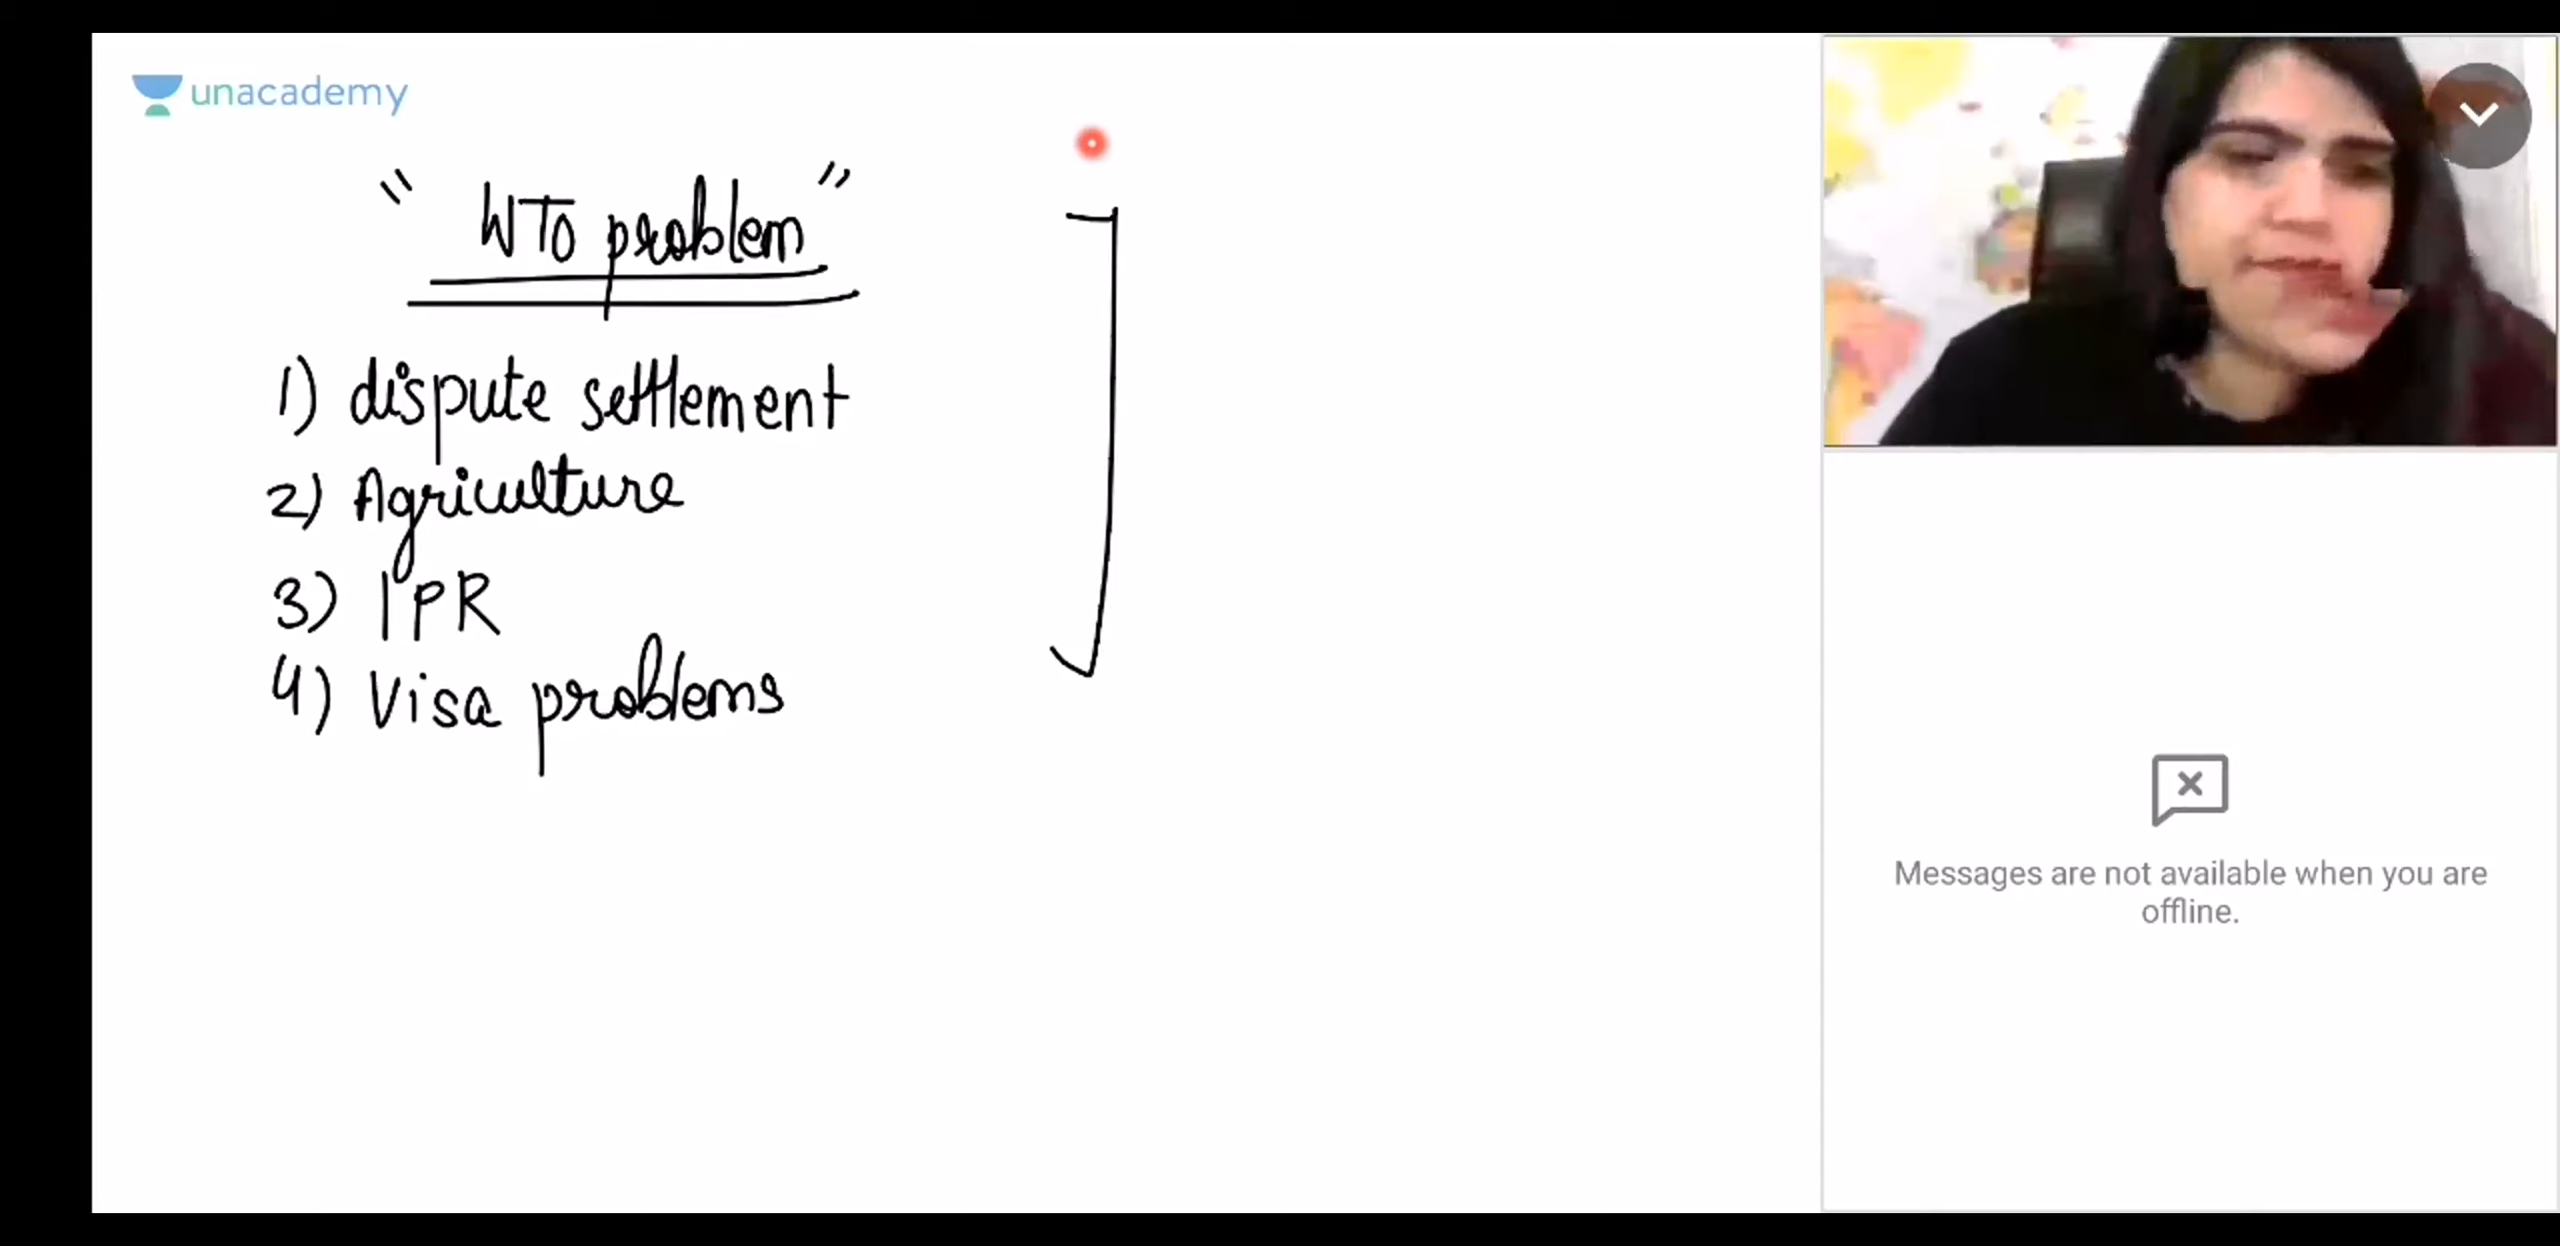 unacademy
"WTO problem"
1) dispute settlement
2) Agriculture
3) IPR
4) Visa problems
Messages are not available when you are
offline.